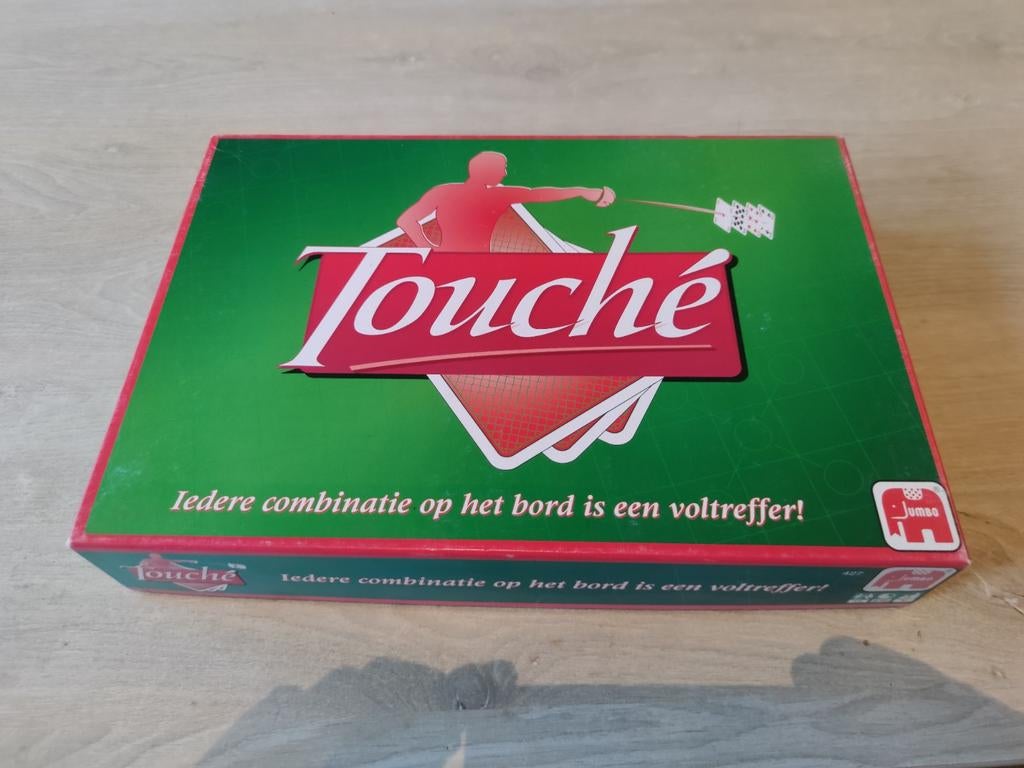 Touché
Iedere combinatie op het bord is een voltreffer!
JUMBO
Touché
Iedere combinatie op het bord is een voltreffer!
407
JUMBO